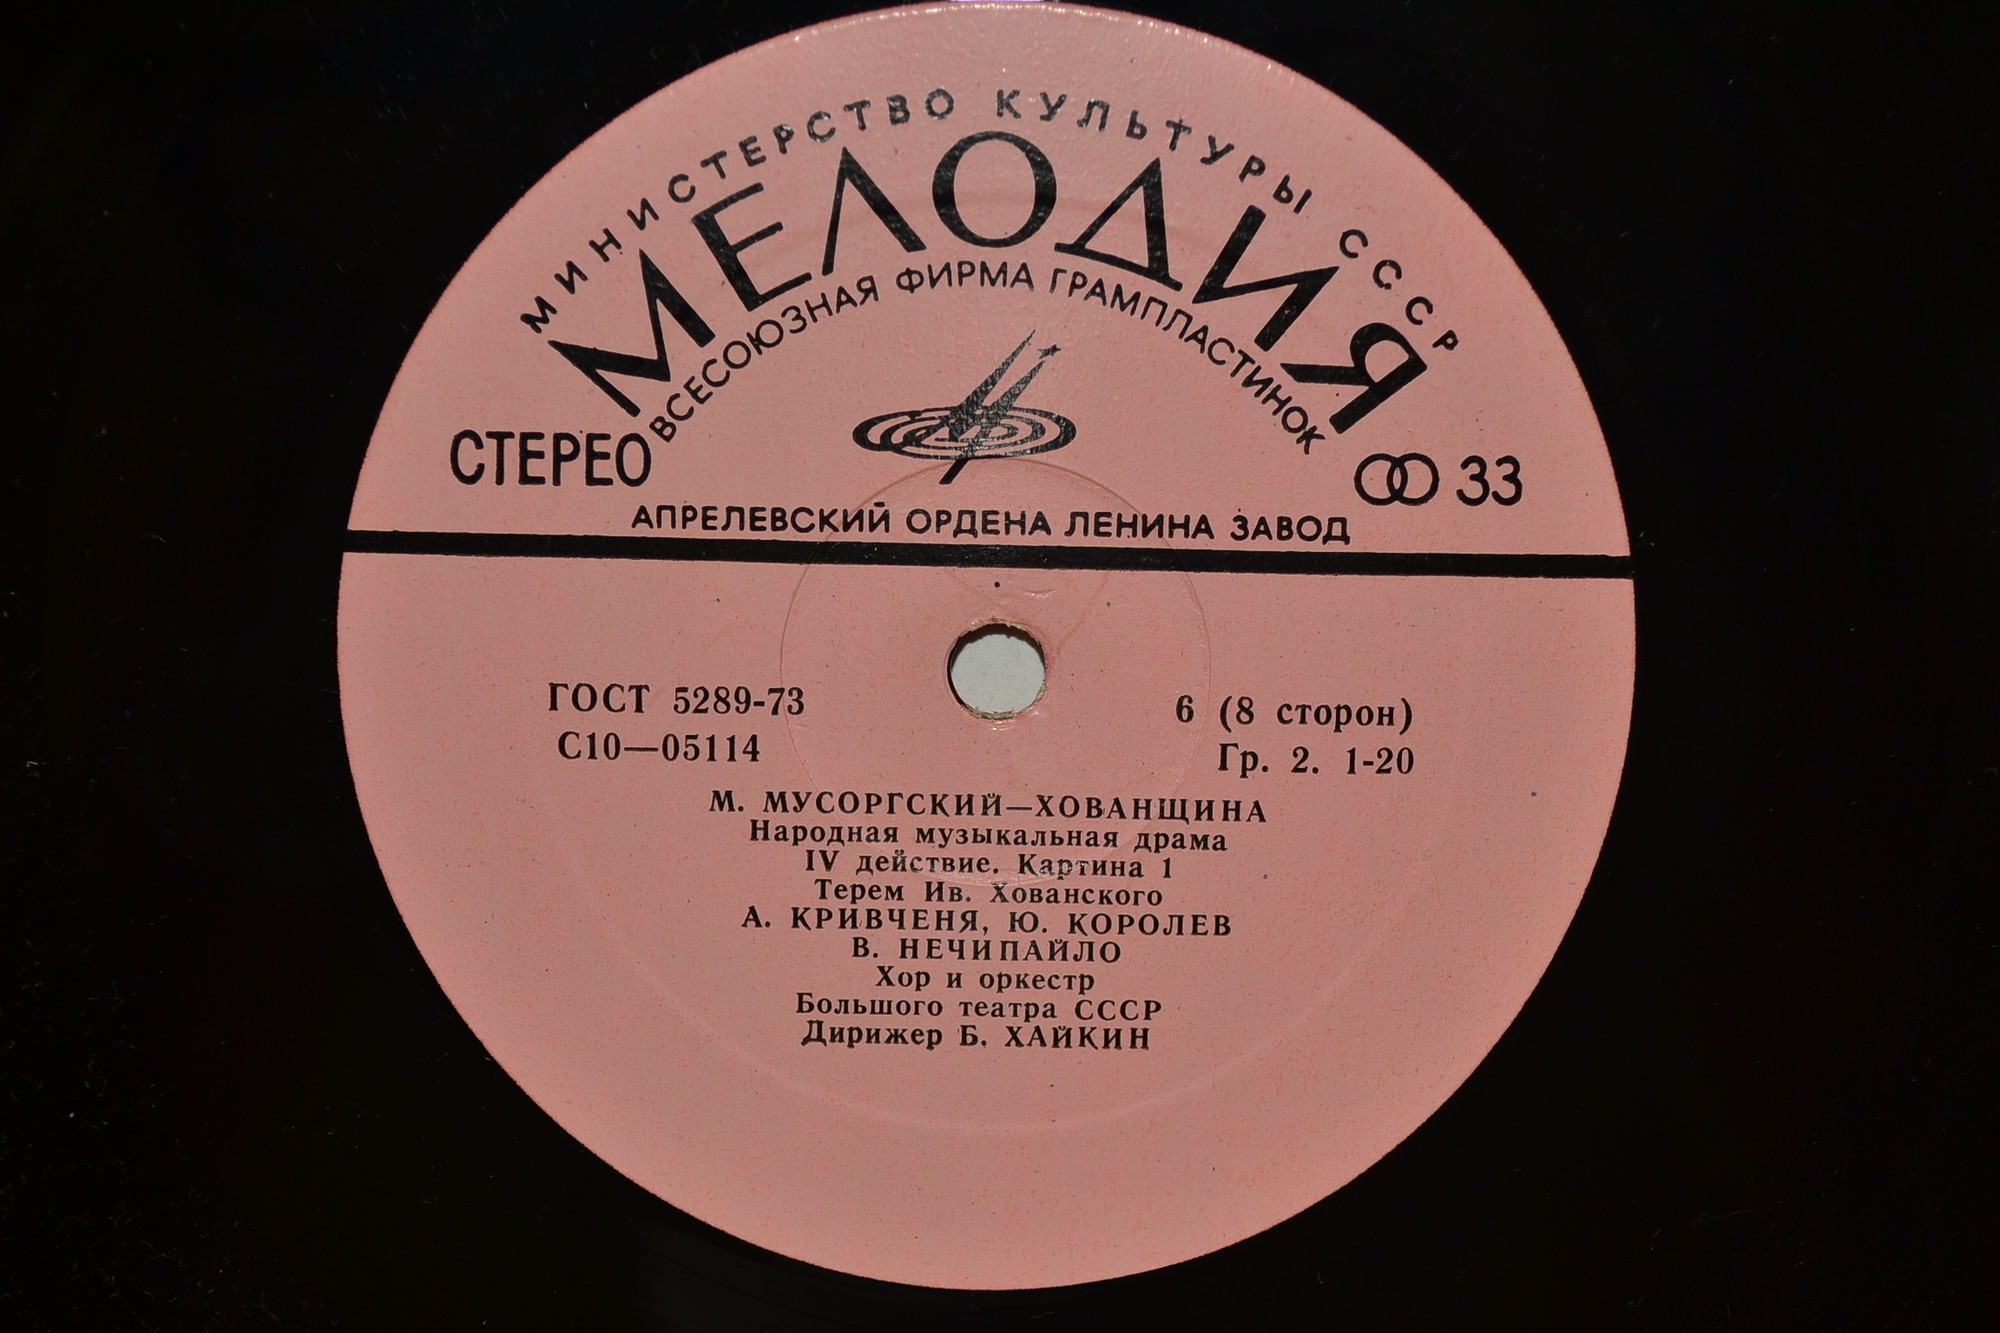 МИНИСТЕРСТВО КУЛЬТУРЫ СССР
МЕЛОДИЯ
ВСЕСОЮЗНАЯ ФИРМА ГРАМПЛАСТИНОК
СТЕРЕО
33
АПРЕЛЕВСКИЙ ОРДЕНА ЛЕНИНА ЗАВОД
ГОСТ 5289-73
6 (8 сторон)
С10—05114
Гр. 2. 1-20
М. МУСОРГСКИЙ—ХОВАНЩИНА
Народная музыкальная драма
IV действие. Картина 1
Терем Ив. Хованского
А. КРИВЧЕНЯ, Ю. КОРОЛЕВ
В. НЕЧИПАЙЛО
Хор и оркестр
Большого театра СССР
Дирижер Б. ХАЙКИН